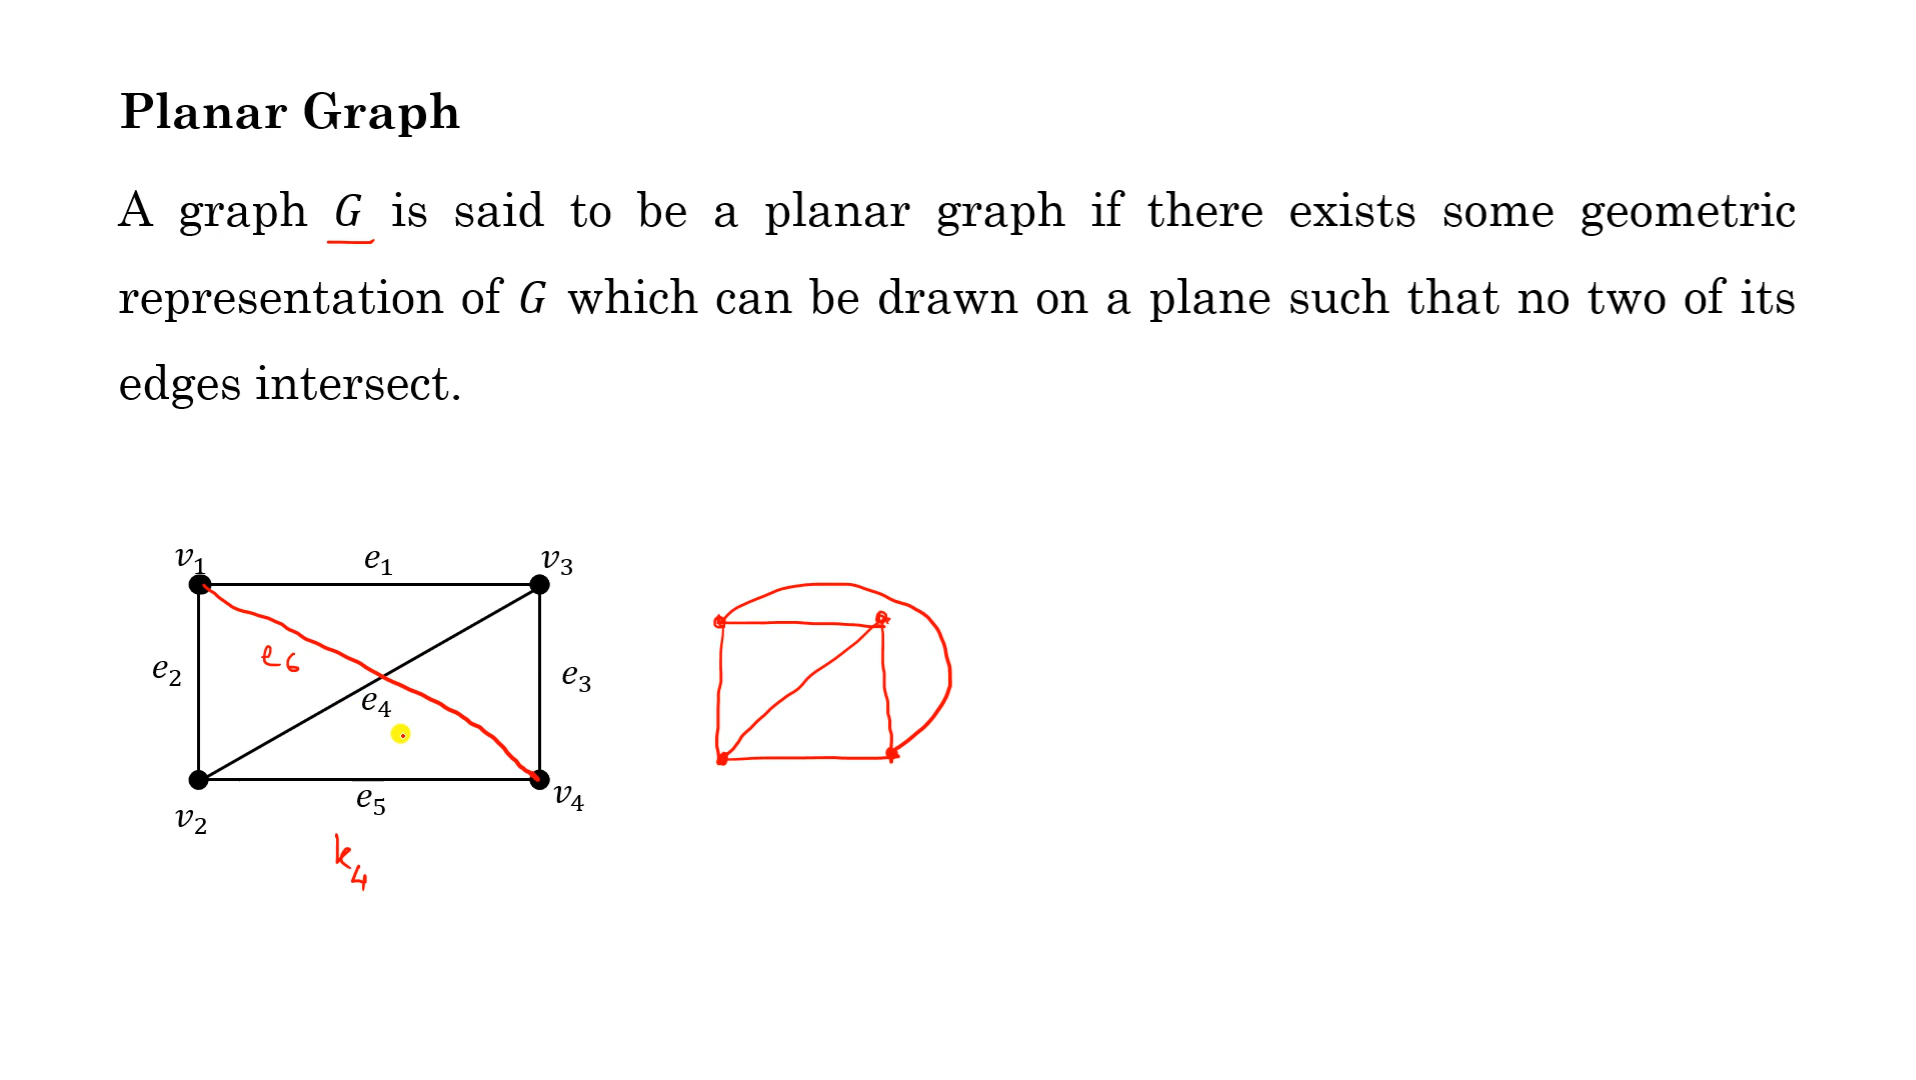 Planar Graph
A graph G is said to be a planar graph if there exists some geometric
representation of G which can be drawn on a plane such that no two of its
edges intersect.
v₁ e₁ v₃
e₆
e₂ e₃
e₄
v₂ e₅ v₄
k₄